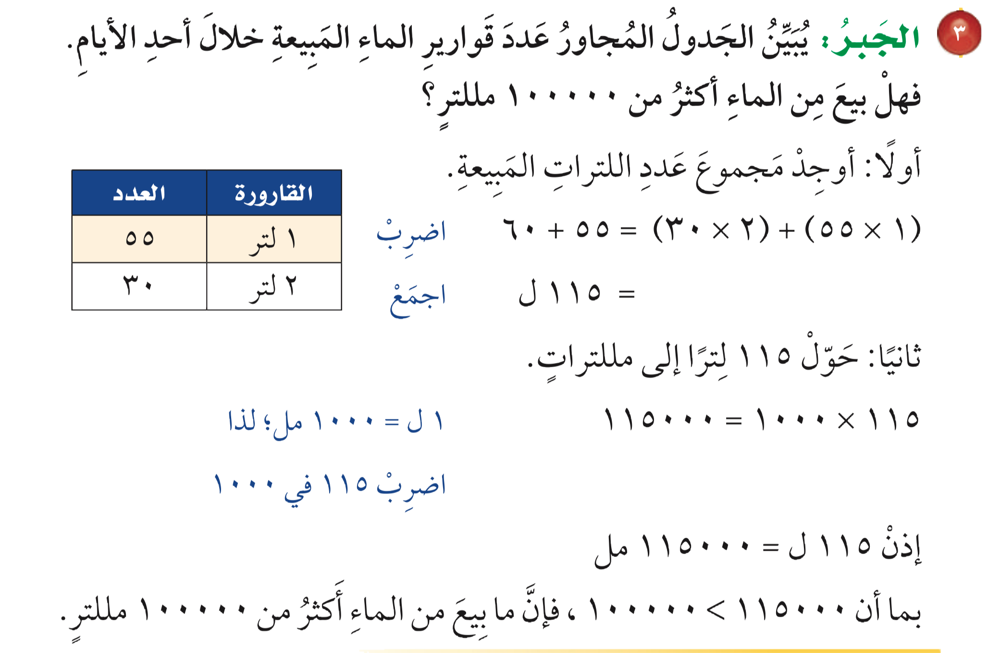 ٣ الجَبرُ: يُبَيِّنُ الجَدولُ المُجاورُ عَددَ قَواريرِ الماءِ المَبِيعةِ خلالَ أحدِ الأيامِ.
فهلْ بيعَ مِن الماءِ أكثرُ من ١٠٠٠٠٠ مللترٍ؟
أولًا: أوجِدْ مَجموعَ عَددِ اللتراتِ المَبِيعةِ.
(١ × ٥٥) + (٢ × ٣٠) = ٥٥ + ٦٠ اضرِبْ
= ١١٥ ل اجمَعْ
القارورة العدد
١ لتر ٥٥
٢ لتر ٣٠
ثانيًا: حَوّلْ ١١٥ لِترًا إلى مللتراتٍ.
١١٥ × ١٠٠٠ = ١١٥٠٠٠ ١ ل = ١٠٠٠ مل؛ لذا
اضرِبْ ١١٥ في ١٠٠٠
إذنْ ١١٥ ل = ١١٥٠٠٠ مل
بما أن ١١٥٠٠٠ > ١٠٠٠٠٠ ، فإنَّ ما بِيعَ من الماءِ أَكثرُ من ١٠٠٠٠٠ مللترٍ.